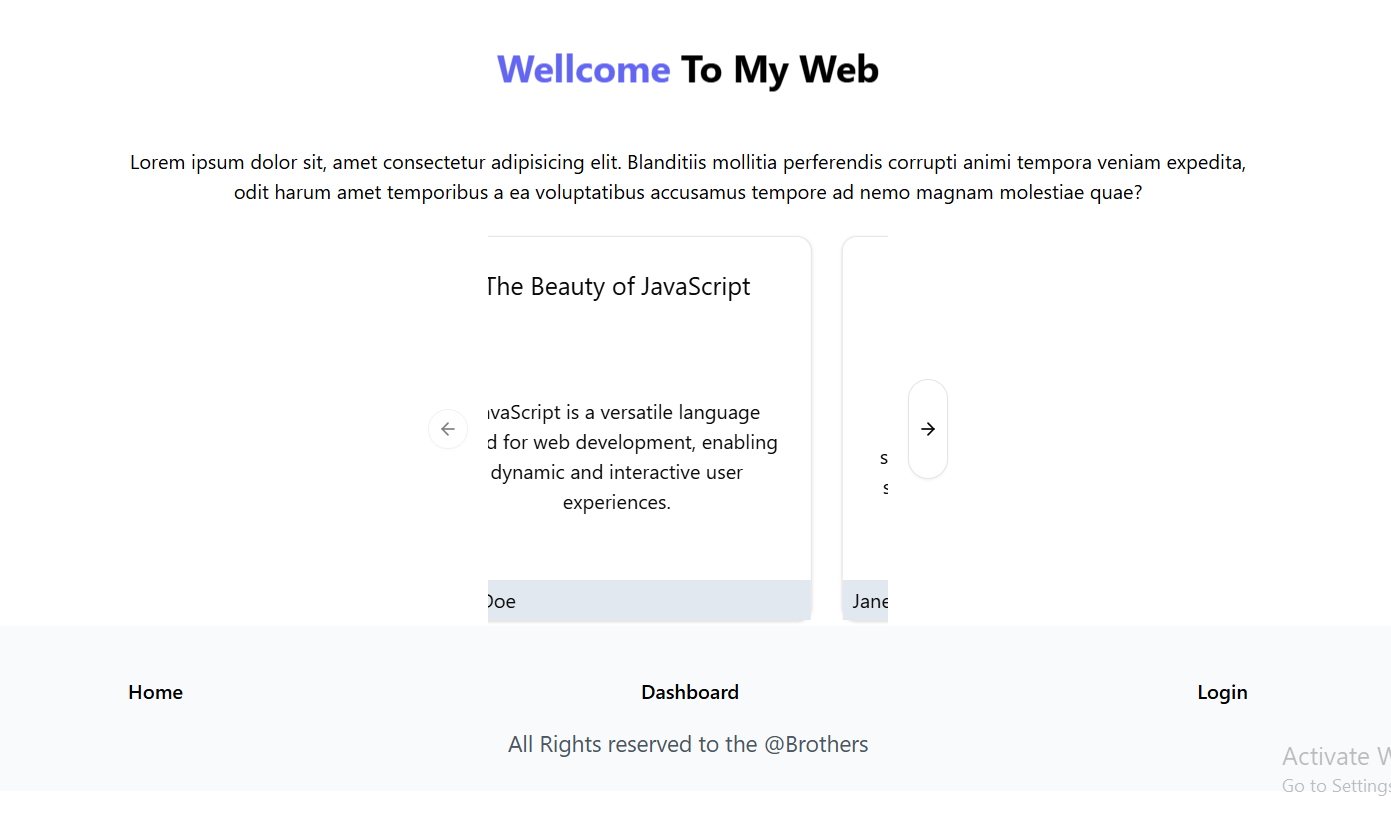 Wellcome To My Web
Lorem ipsum dolor sit, amet consectetur adipisicing elit. Blanditiis mollitia perferendis corrupti animi tempora veniam expedita,
odit harum amet temporibus a ea voluptatibus accusamus tempore ad nemo magnam molestiae quae?
The Beauty of JavaScript
vaScript is a versatile language
d for web development, enabling
dynamic and interactive user
experiences.
s
s
Doe
Jane
Home
Dashboard
Login
All Rights reserved to the @Brothers
Activate W
Go to Settings